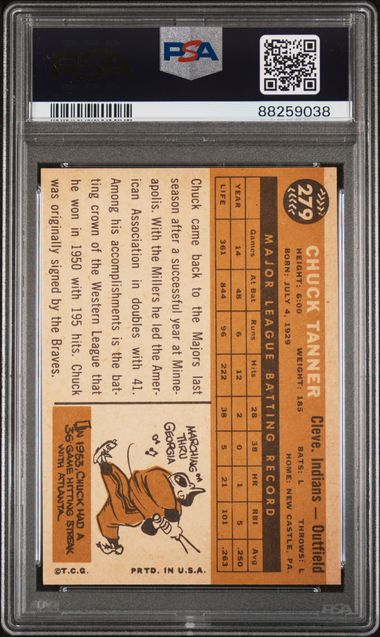 PSA
88259038
279
CHUCK TANNER
Cleve. Indians — Outfield
HEIGHT: 6:00 WEIGHT: 185 BATS: L THROWS: L
BORN: JULY 4, 1929 HOME: NEW CASTLE, PA.
MAJOR LEAGUE BATTING RECORD
Games At Bat Runs Hits 2B 3B HR RBI Avg
YEAR 14 48 6 12 2 0 1 5 .250
LIFE 361 844 96 222 38 5 21 101 .263
Chuck came back to the Majors last
season after a successful year at Minne-
apolis. With the Millers he led the Amer-
ican Association in doubles with 41.
Among his accomplishments is the bat-
ting crown of the Western League that
he won in 1950 with 195 hits. Chuck
was originally signed by the Braves.
MARCHING
THRU
GEORGIA
IN 1953 CHUCK HAD A
36 GAME HITTING STREAK
WITH ATLANTA.
©T.C.G. PRTD. IN U.S.A.